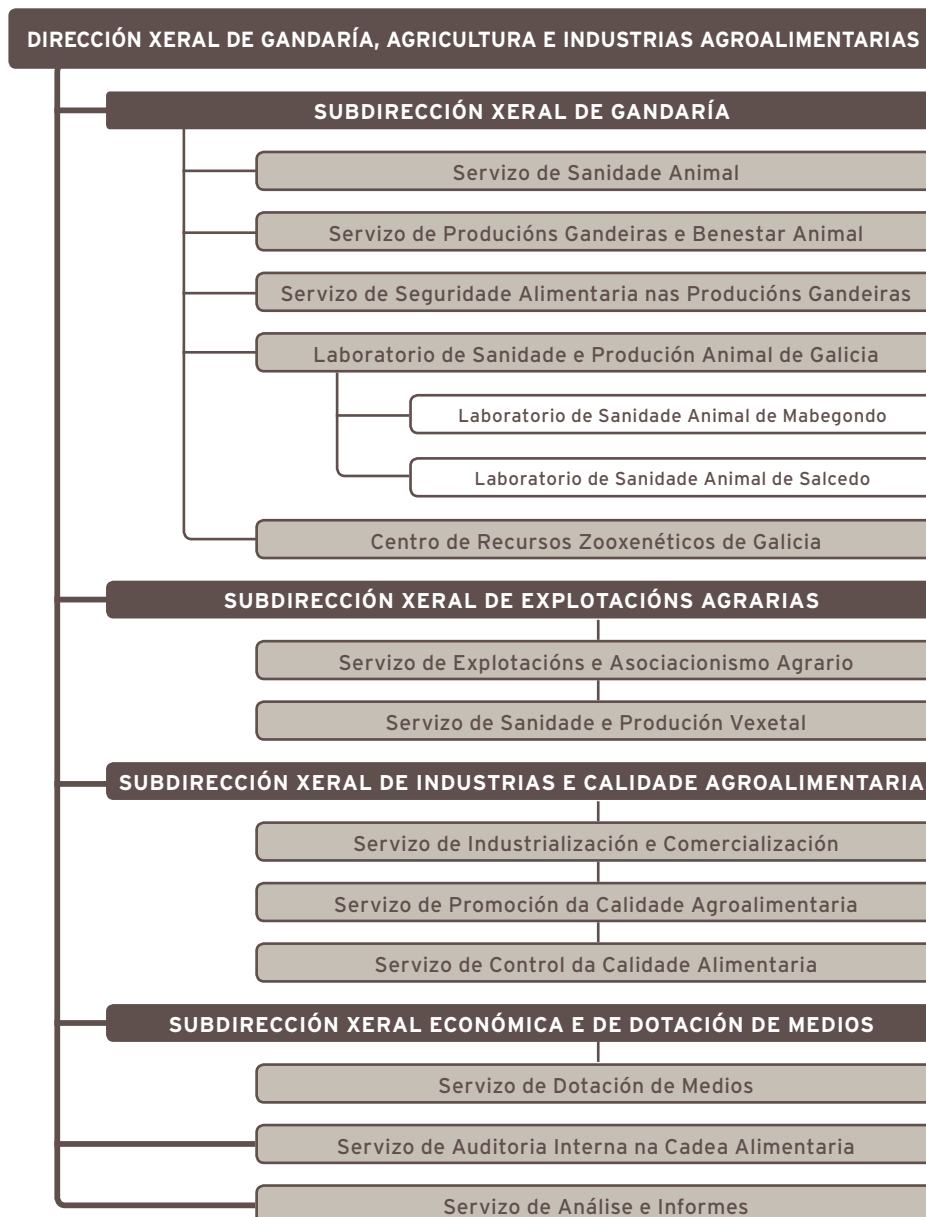 DIRECCIÓN XERAL DE GANDARÍA, AGRICULTURA E INDUSTRIAS AGROALIMENTARIAS
SUBDIRECCIÓN XERAL DE GANDARÍA
Servizo de Sanidade Animal
Servizo de Producións Gandeiras e Benestar Animal
Servizo de Seguridade Alimentaria nas Producións Gandeiras
Laboratorio de Sanidade e Produción Animal de Galicia
Laboratorio de Sanidade Animal de Mabegondo
Laboratorio de Sanidade Animal de Salcedo
Centro de Recursos Zooxenéticos de Galicia
SUBDIRECCIÓN XERAL DE EXPLOTACIÓNS AGRARIAS
Servizo de Explotacións e Asociacionismo Agrario
Servizo de Sanidade e Produción Vexetal
SUBDIRECCIÓN XERAL DE INDUSTRIAS E CALIDADE AGROALIMENTARIA
Servizo de Industrialización e Comercialización
Servizo de Promoción da Calidade Agroalimentaria
Servizo de Control da Calidade Alimentaria
SUBDIRECCIÓN XERAL ECONÓMICA E DE DOTACIÓN DE MEDIOS
Servizo de Dotación de Medios
Servizo de Auditoria Interna na Cadea Alimentaria
Servizo de Análise e Informes